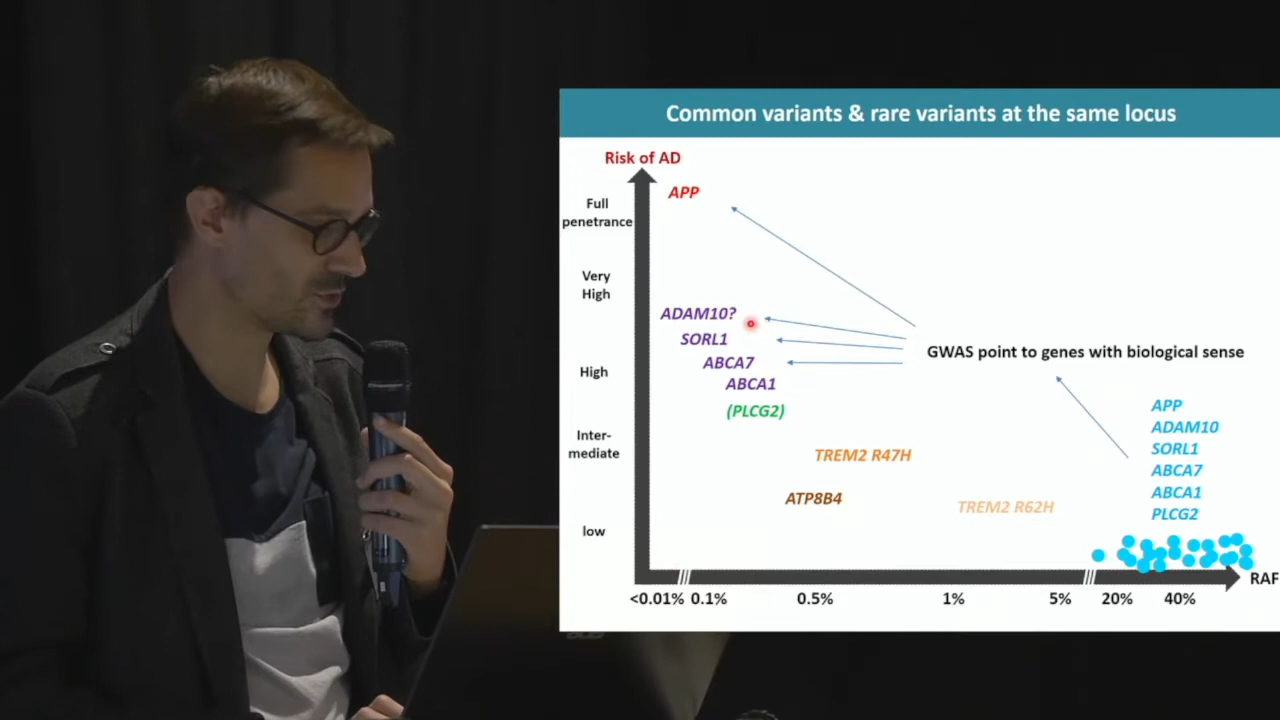 Common variants & rare variants at the same locus
Risk of AD
APP
Full
penetrance
Very
High
ADAM10?
SORL1
GWAS point to genes with biological sense
ABCA7
High
ABCA1
(PLCG2)
APP
ADAM10
Inter-
mediate
SORL1
TREM2 R47H
ABCA7
ATP8B4
ABCA1
TREM2 R62H
PLCG2
low
RAF
<0.01% 0.1% 0.5% 1% 5% 20% 40%